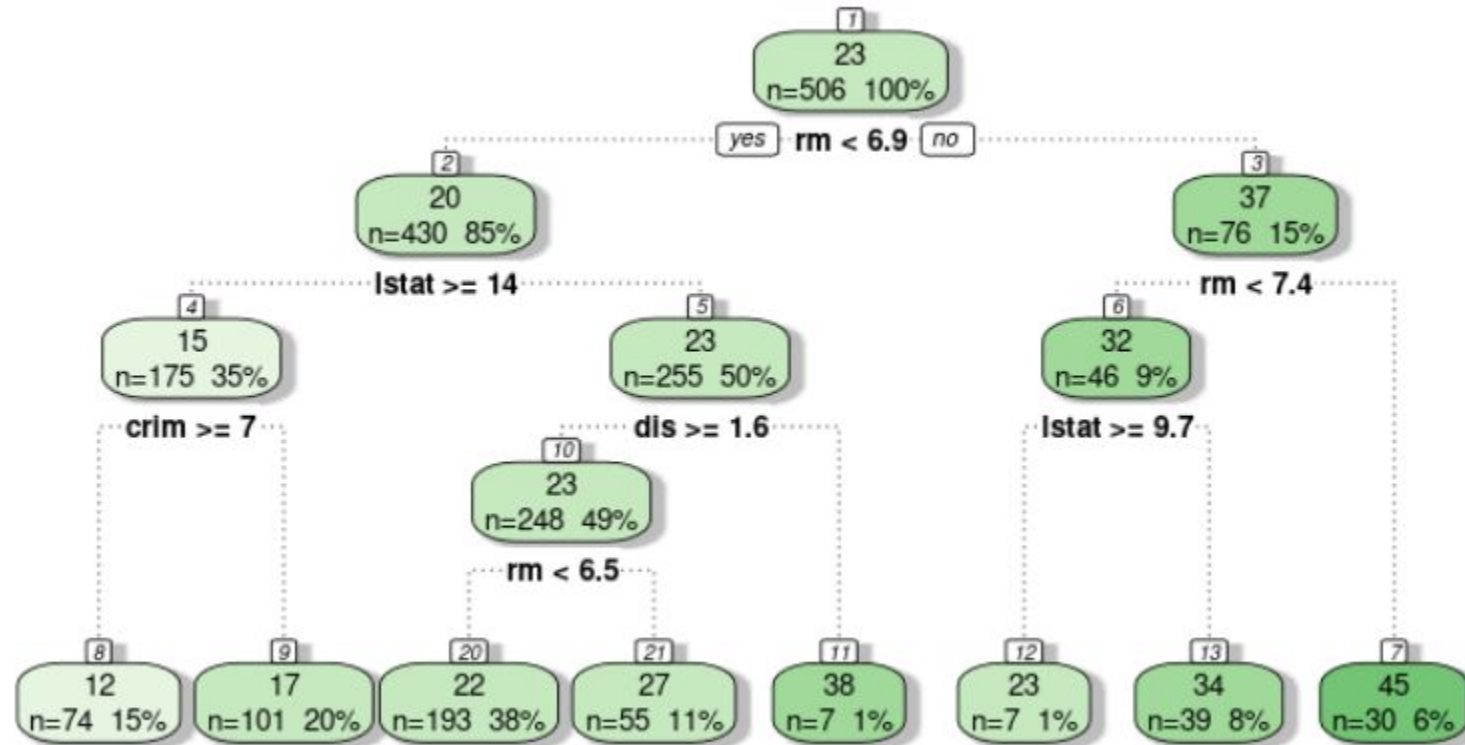 1
23
n=506 100%
yes rm < 6.9 no
2
20
n=430 85%
3
37
n=76 15%
lstat >= 14
rm < 7.4
4
15
n=175 35%
5
23
n=255 50%
6
32
n=46 9%
crim >= 7
dis >= 1.6
lstat >= 9.7
10
23
n=248 49%
rm < 6.5
8
12
n=74 15%
9
17
n=101 20%
20
22
n=193 38%
21
27
n=55 11%
11
38
n=7 1%
12
23
n=7 1%
13
34
n=39 8%
7
45
n=30 6%